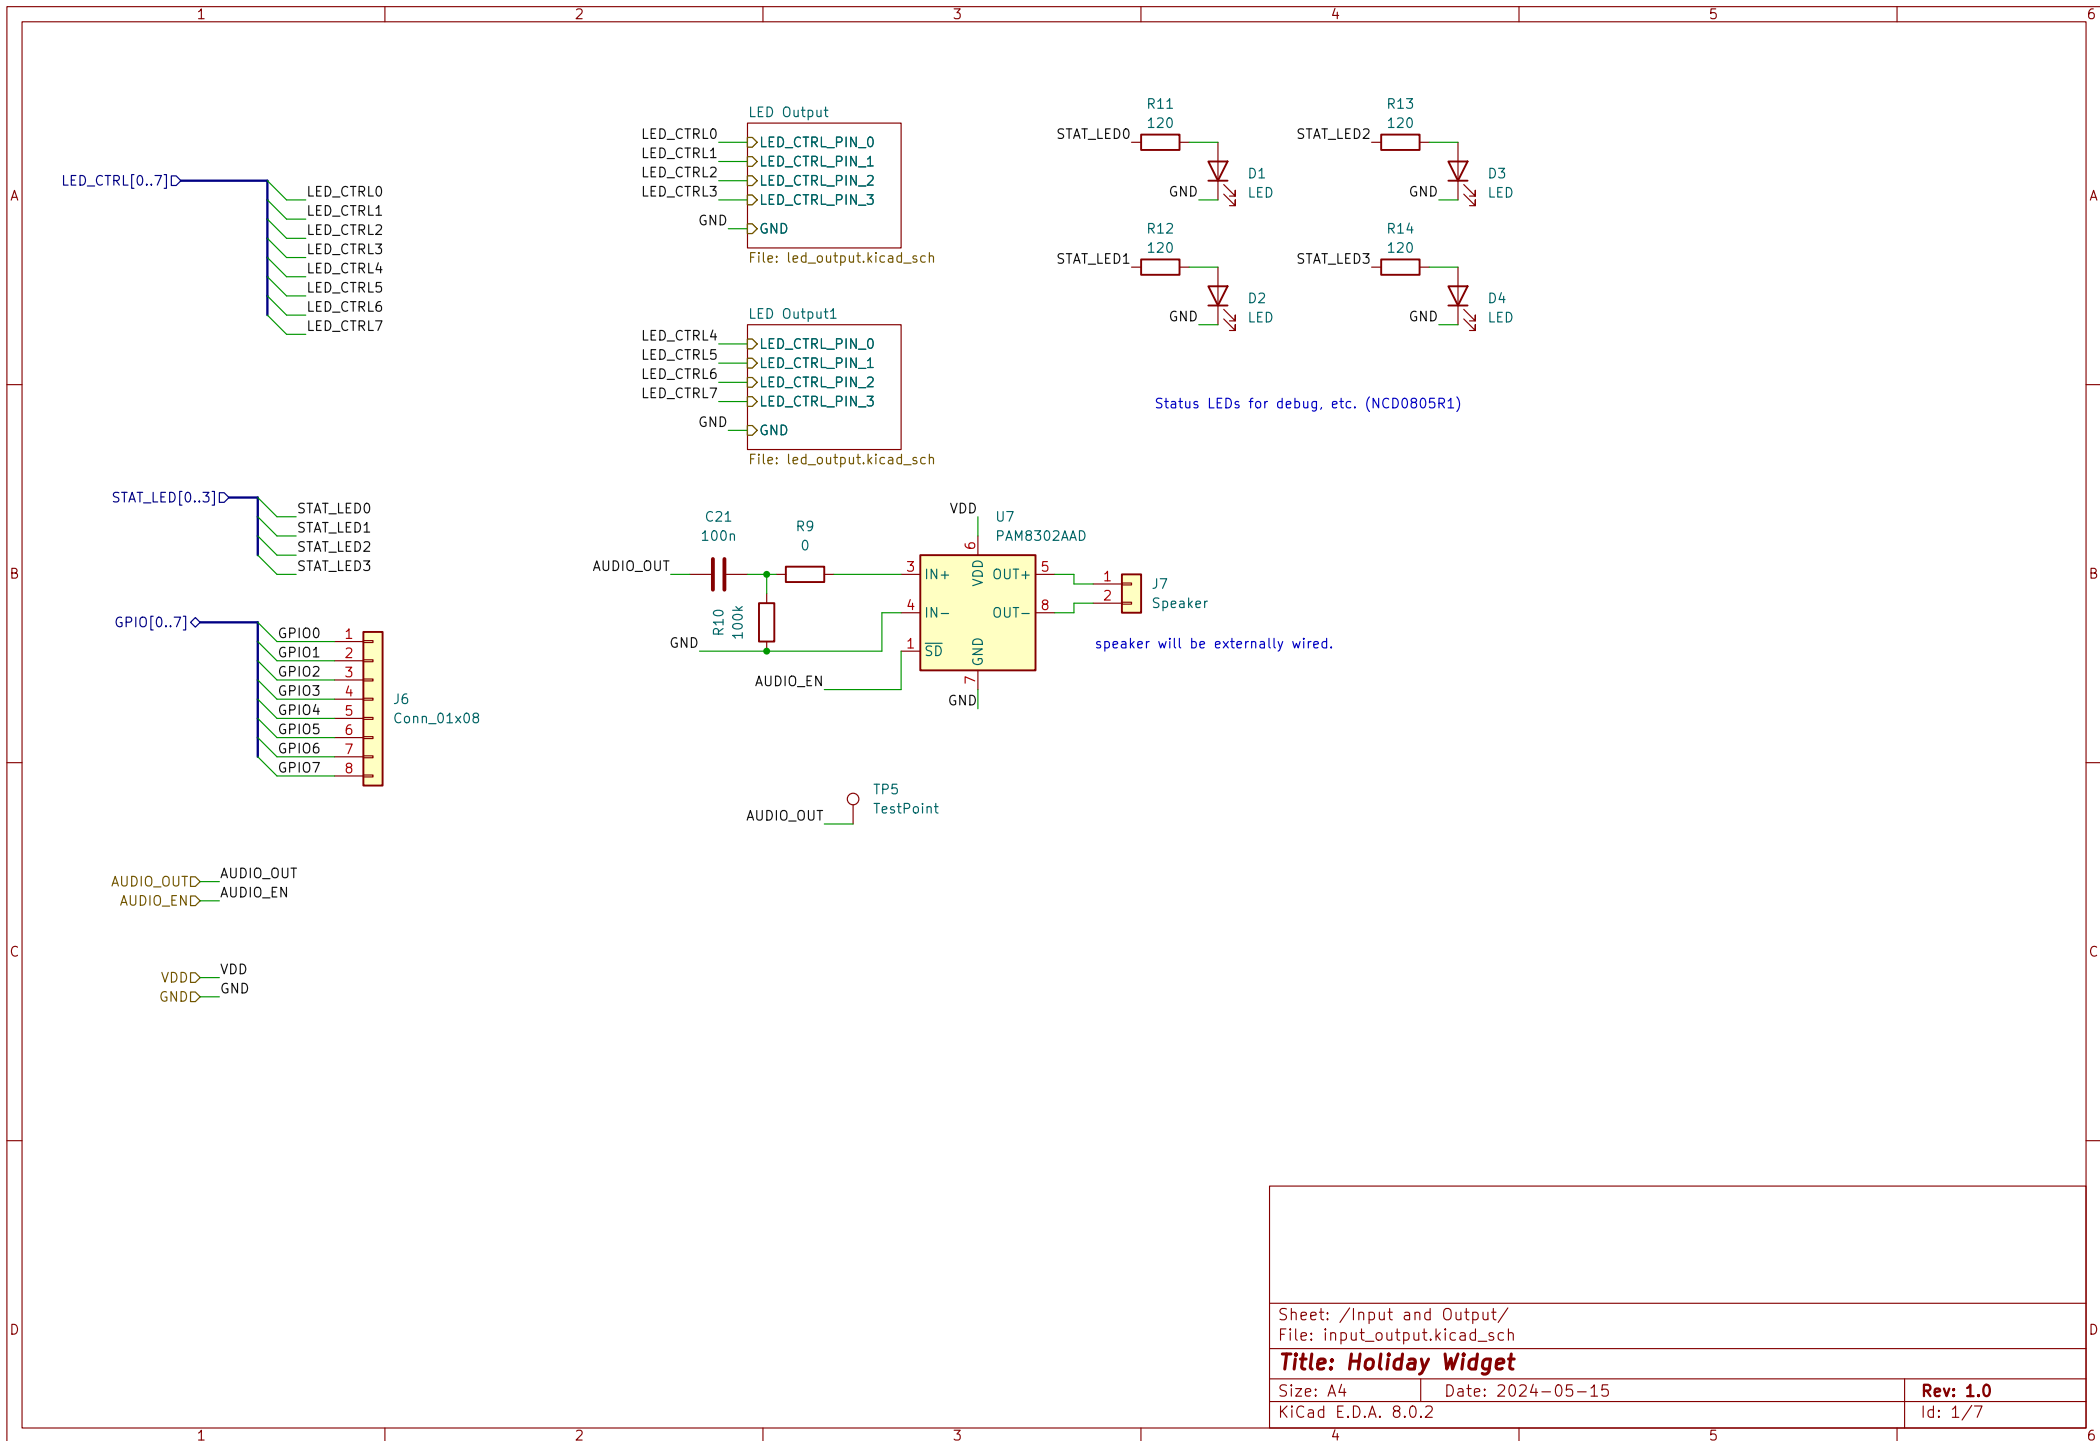 1 2 3 4 5 6
A
B
C
D
LED_CTRL[0..7]
LED_CTRL0
LED_CTRL1
LED_CTRL2
LED_CTRL3
LED_CTRL4
LED_CTRL5
LED_CTRL6
LED_CTRL7
STAT_LED[0..3]
STAT_LED0
STAT_LED1
STAT_LED2
STAT_LED3
GPIO[0..7]
GPIO0 1
GPIO1 2
GPIO2 3
GPIO3 4
GPIO4 5
GPIO5 6
GPIO6 7
GPIO7 8
J6
Conn_01x08
AUDIO_OUT AUDIO_OUT
AUDIO_EN AUDIO_EN
VDD VDD
GND GND
LED Output
LED_CTRL0 LED_CTRL_PIN_0
LED_CTRL1 LED_CTRL_PIN_1
LED_CTRL2 LED_CTRL_PIN_2
LED_CTRL3 LED_CTRL_PIN_3
GND GND
File: led_output.kicad_sch
LED Output1
LED_CTRL4 LED_CTRL_PIN_0
LED_CTRL5 LED_CTRL_PIN_1
LED_CTRL6 LED_CTRL_PIN_2
LED_CTRL7 LED_CTRL_PIN_3
GND GND
File: led_output.kicad_sch
R11
120
STAT_LED0
D1
LED
GND
R13
120
STAT_LED2
D3
LED
GND
R12
120
STAT_LED1
D2
LED
GND
R14
120
STAT_LED3
D4
LED
GND
Status LEDs for debug, etc. (NCD0805R1)
AUDIO_OUT
C21
100n
R9
0
R10
100k
GND
AUDIO_EN
VDD
U7
PAM8302AAD
6
VDD
3 IN+
4 IN-
1 SD
OUT+ 5
OUT- 8
GND
7
GND
1
2
J7
Speaker
speaker will be externally wired.
TP5
TestPoint
AUDIO_OUT
Sheet: /Input and Output/
File: input_output.kicad_sch
Title: Holiday Widget
Size: A4 Date: 2024-05-15 Rev: 1.0
KiCad E.D.A. 8.0.2 Id: 1/7
A
B
C
D
1 2 3 4 5 6